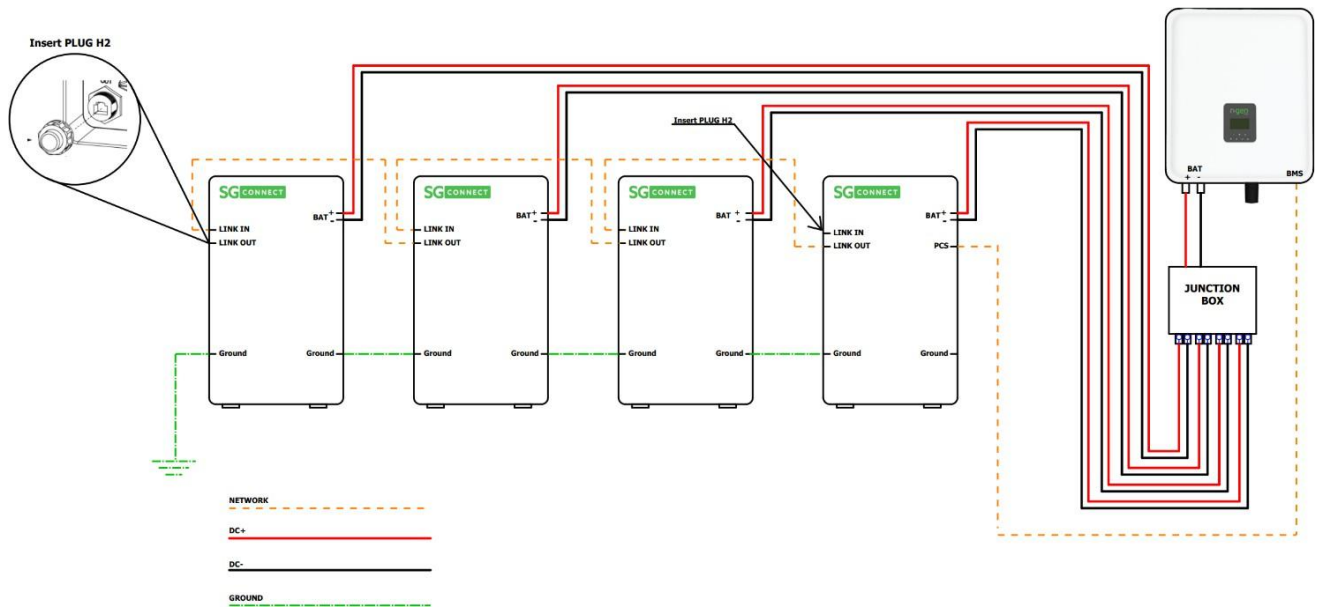 Insert PLUG H2
OUT
Insert PLUG H2
BAT
+ -
BMS
SG CONNECT
BAT + -
LINK IN
LINK OUT
Ground
Ground
SG CONNECT
BAT + -
LINK IN
LINK OUT
Ground
Ground
SG CONNECT
BAT + -
LINK IN
LINK OUT
Ground
Ground
SG CONNECT
BAT + -
LINK IN
LINK OUT
PCS
Ground
Ground
JUNCTION
BOX
NETWORK
DC+
DC-
GROUND